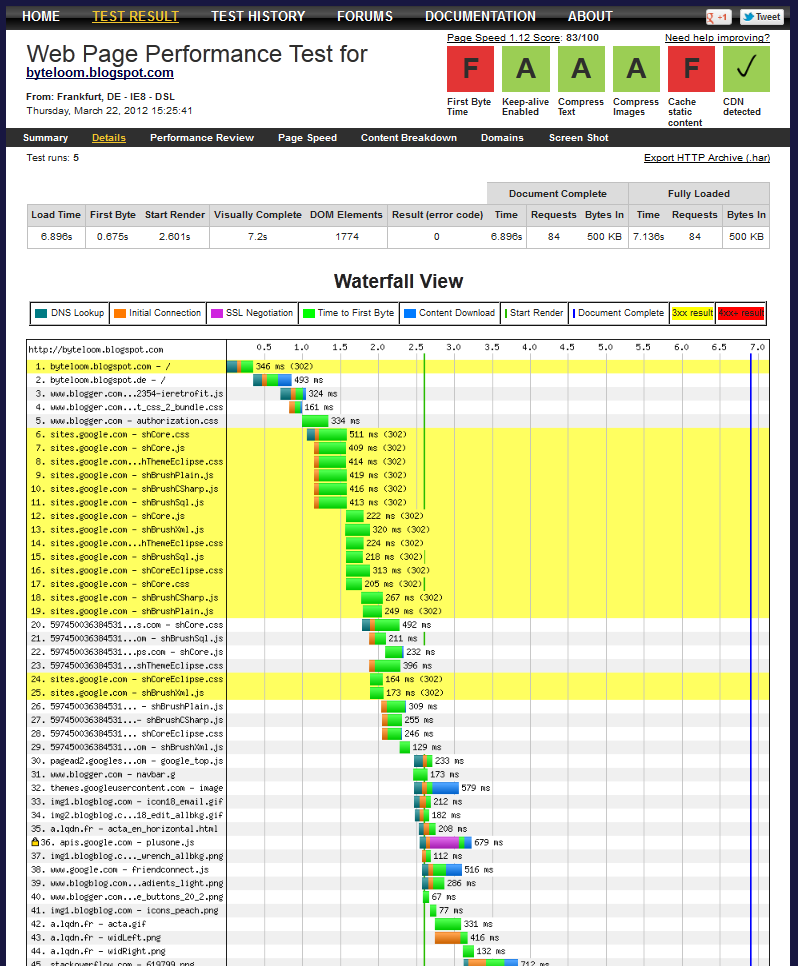 HOME TEST RESULT TEST HISTORY FORUMS DOCUMENTATION ABOUT +1 Tweet
Web Page Performance Test for
byteloom.blogspot.com
From: Frankfurt, DE - IE8 - DSL
Thursday, March 22, 2012 15:25:41
Page Speed 1.12 Score: 83/100 Need help improving?
F A A A F ✓
First Byte Time
Keep-alive Enabled
Compress Text
Compress Images
Cache static content
CDN detected
Summary Details Performance Review Page Speed Content Breakdown Domains Screen Shot
Test runs: 5 Export HTTP Archive (.har)
Document Complete Fully Loaded
Load Time First Byte Start Render Visually Complete DOM Elements Result (error code) Time Requests Bytes In Time Requests Bytes In
6.896s 0.675s 2.601s 7.2s 1774 0 6.896s 84 500 KB 7.136s 84 500 KB
Waterfall View
DNS Lookup Initial Connection SSL Negotiation Time to First Byte Content Download Start Render Document Complete 3xx result 4xx+ result
http://byteloom.blogspot.com 0.5 1.0 1.5 2.0 2.5 3.0 3.5 4.0 4.5 5.0 5.5 6.0 6.5 7.0
1. byteloom.blogspot.com - / 346 ms (302)
2. byteloom.blogspot.de - / 493 ms
3. www.blogger.com...2354-ieretrofit.js 324 ms
4. www.blogger.com...t_css_2_bundle.css 161 ms
5. www.blogger.com - authorization.css 334 ms
6. sites.google.com - shCore.css 511 ms (302)
7. sites.google.com - shCore.js 409 ms (302)
8. sites.google.com...hThemeEclipse.css 414 ms (302)
9. sites.google.com - shBrushPlain.js 419 ms (302)
10. sites.google.com - shBrushCSharp.js 416 ms (302)
11. sites.google.com - shBrushSql.js 413 ms (302)
12. sites.google.com - shCore.js 222 ms (302)
13. sites.google.com - shBrushXml.js 320 ms (302)
14. sites.google.com...hThemeEclipse.css 224 ms (302)
15. sites.google.com - shBrushSql.js 218 ms (302)
16. sites.google.com - shCoreEclipse.css 313 ms (302)
17. sites.google.com - shCore.css 205 ms (302)
18. sites.google.com - shBrushCSharp.js 267 ms (302)
19. sites.google.com - shBrushPlain.js 249 ms (302)
20. 597450036384531...s.com - shCore.css 492 ms
21. 597450036384531...om - shBrushSql.js 211 ms
22. 597450036384531...ps.com - shCore.js 232 ms
23. 597450036384531...shThemeEclipse.css 396 ms
24. sites.google.com - shCoreEclipse.css 164 ms (302)
25. sites.google.com - shBrushXml.js 173 ms (302)
26. 597450036384531... - shBrushPlain.js 309 ms
27. 597450036384531...- shBrushCSharp.js 255 ms
28. 597450036384531... shCoreEclipse.css 246 ms
29. 597450036384531...om - shBrushXml.js 129 ms
30. pagead2.googles...om - google_top.js 233 ms
31. www.blogger.com - navbar.g 173 ms
32. themes.googleusercontent.com - image 579 ms
33. img1.blogblog.com - icon18_email.gif 212 ms
34. img2.blogblog.c...18_edit_allbkg.gif 182 ms
35. a.lqdn.fr - acta_en_horizontal.html 208 ms
36. apis.google.com - plusone.js 679 ms
37. img1.blogblog.c..._wrench_allbkg.png 112 ms
38. www.google.com - friendconnect.js 516 ms
39. www.blogblog.com...adients_light.png 286 ms
40. www.blogger.com...e_buttons_20_2.png 67 ms
41. img1.blogblog.com - icons_peach.png 77 ms
42. a.lqdn.fr - acta.gif 331 ms
43. a.lqdn.fr - widLeft.png 416 ms
44. a.lqdn.fr - widRight.png 132 ms
45. stackoverflow.com - 619799.png 712 ms